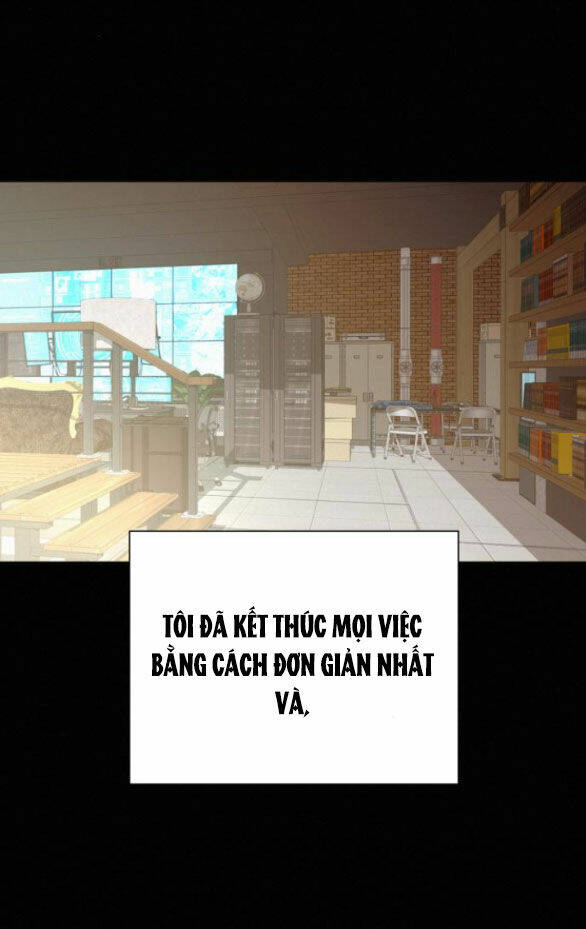 TÔI ĐÃ KẾT THÚC MỌI VIỆC
BẰNG CÁCH ĐƠN GIẢN NHẤT
VÀ,